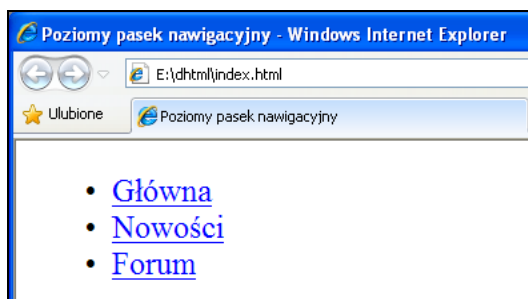 Poziomy pasek nawigacyjny - Windows Internet Explorer
E:\dhtml\index.html
Ulubione
Poziomy pasek nawigacyjny
• Główna
• Nowości
• Forum